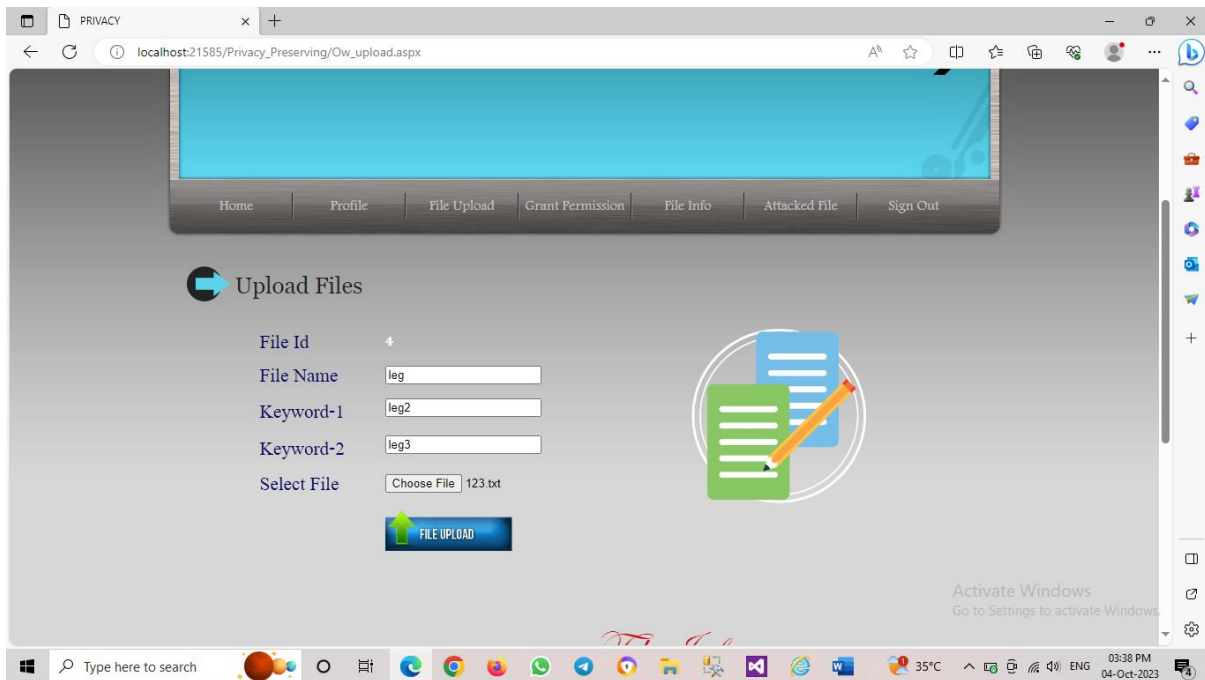 PRIVACY
localhost:21585/Privacy_Preserving/Ow_upload.aspx
Home Profile File Upload Grant Permission File Info Attacked File Sign Out
Upload Files
File Id 4
File Name leg
Keyword-1 leg2
Keyword-2 leg3
Select File Choose File 123.txt
FILE UPLOAD
Activate Windows
Go to Settings to activate Windows.
Type here to search 35°C ENG 03:38 PM
04-Oct-2023